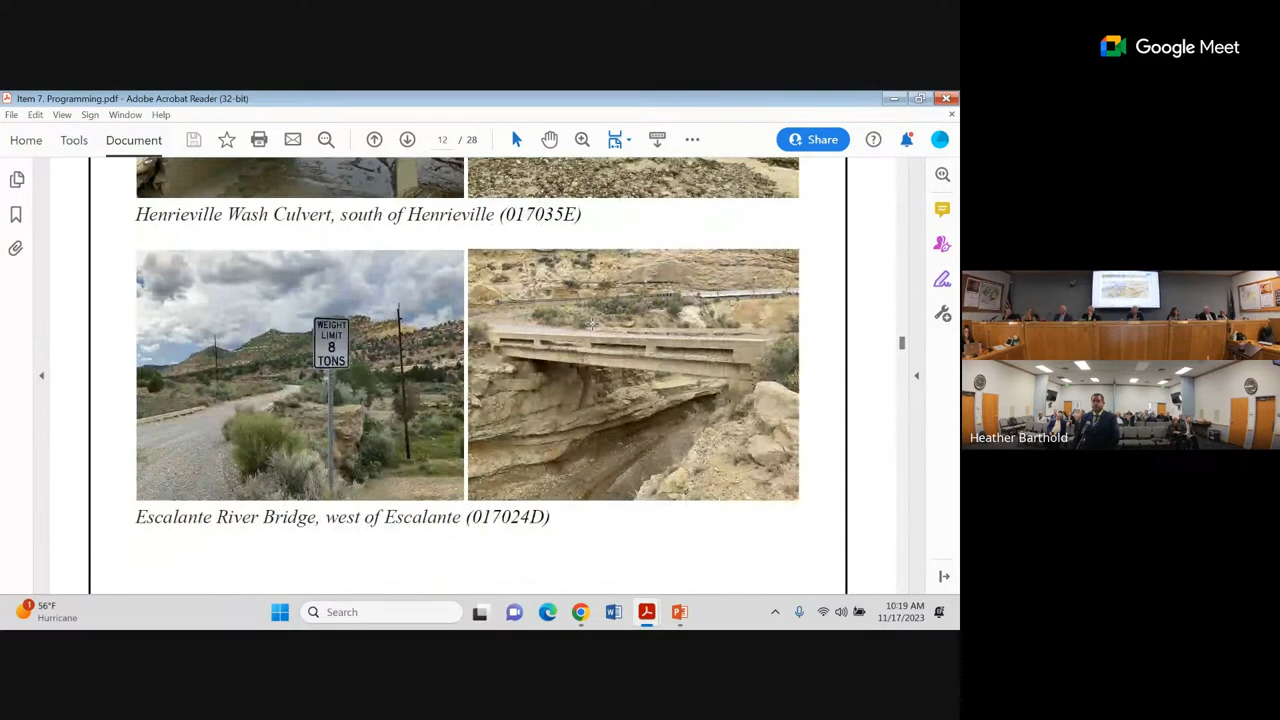 Google Meet
Item 7. Programming.pdf - Adobe Acrobat Reader (32-bit)
File Edit View Sign Window Help
Home Tools Document 12 / 28 Share
Henrieville Wash Culvert, south of Henrieville (017035E)
WEIGHT
LIMIT
8
TONS
Escalante River Bridge, west of Escalante (017024D)
Heather Barthold
1
56°F
Hurricane
Search
10:19 AM
11/17/2023